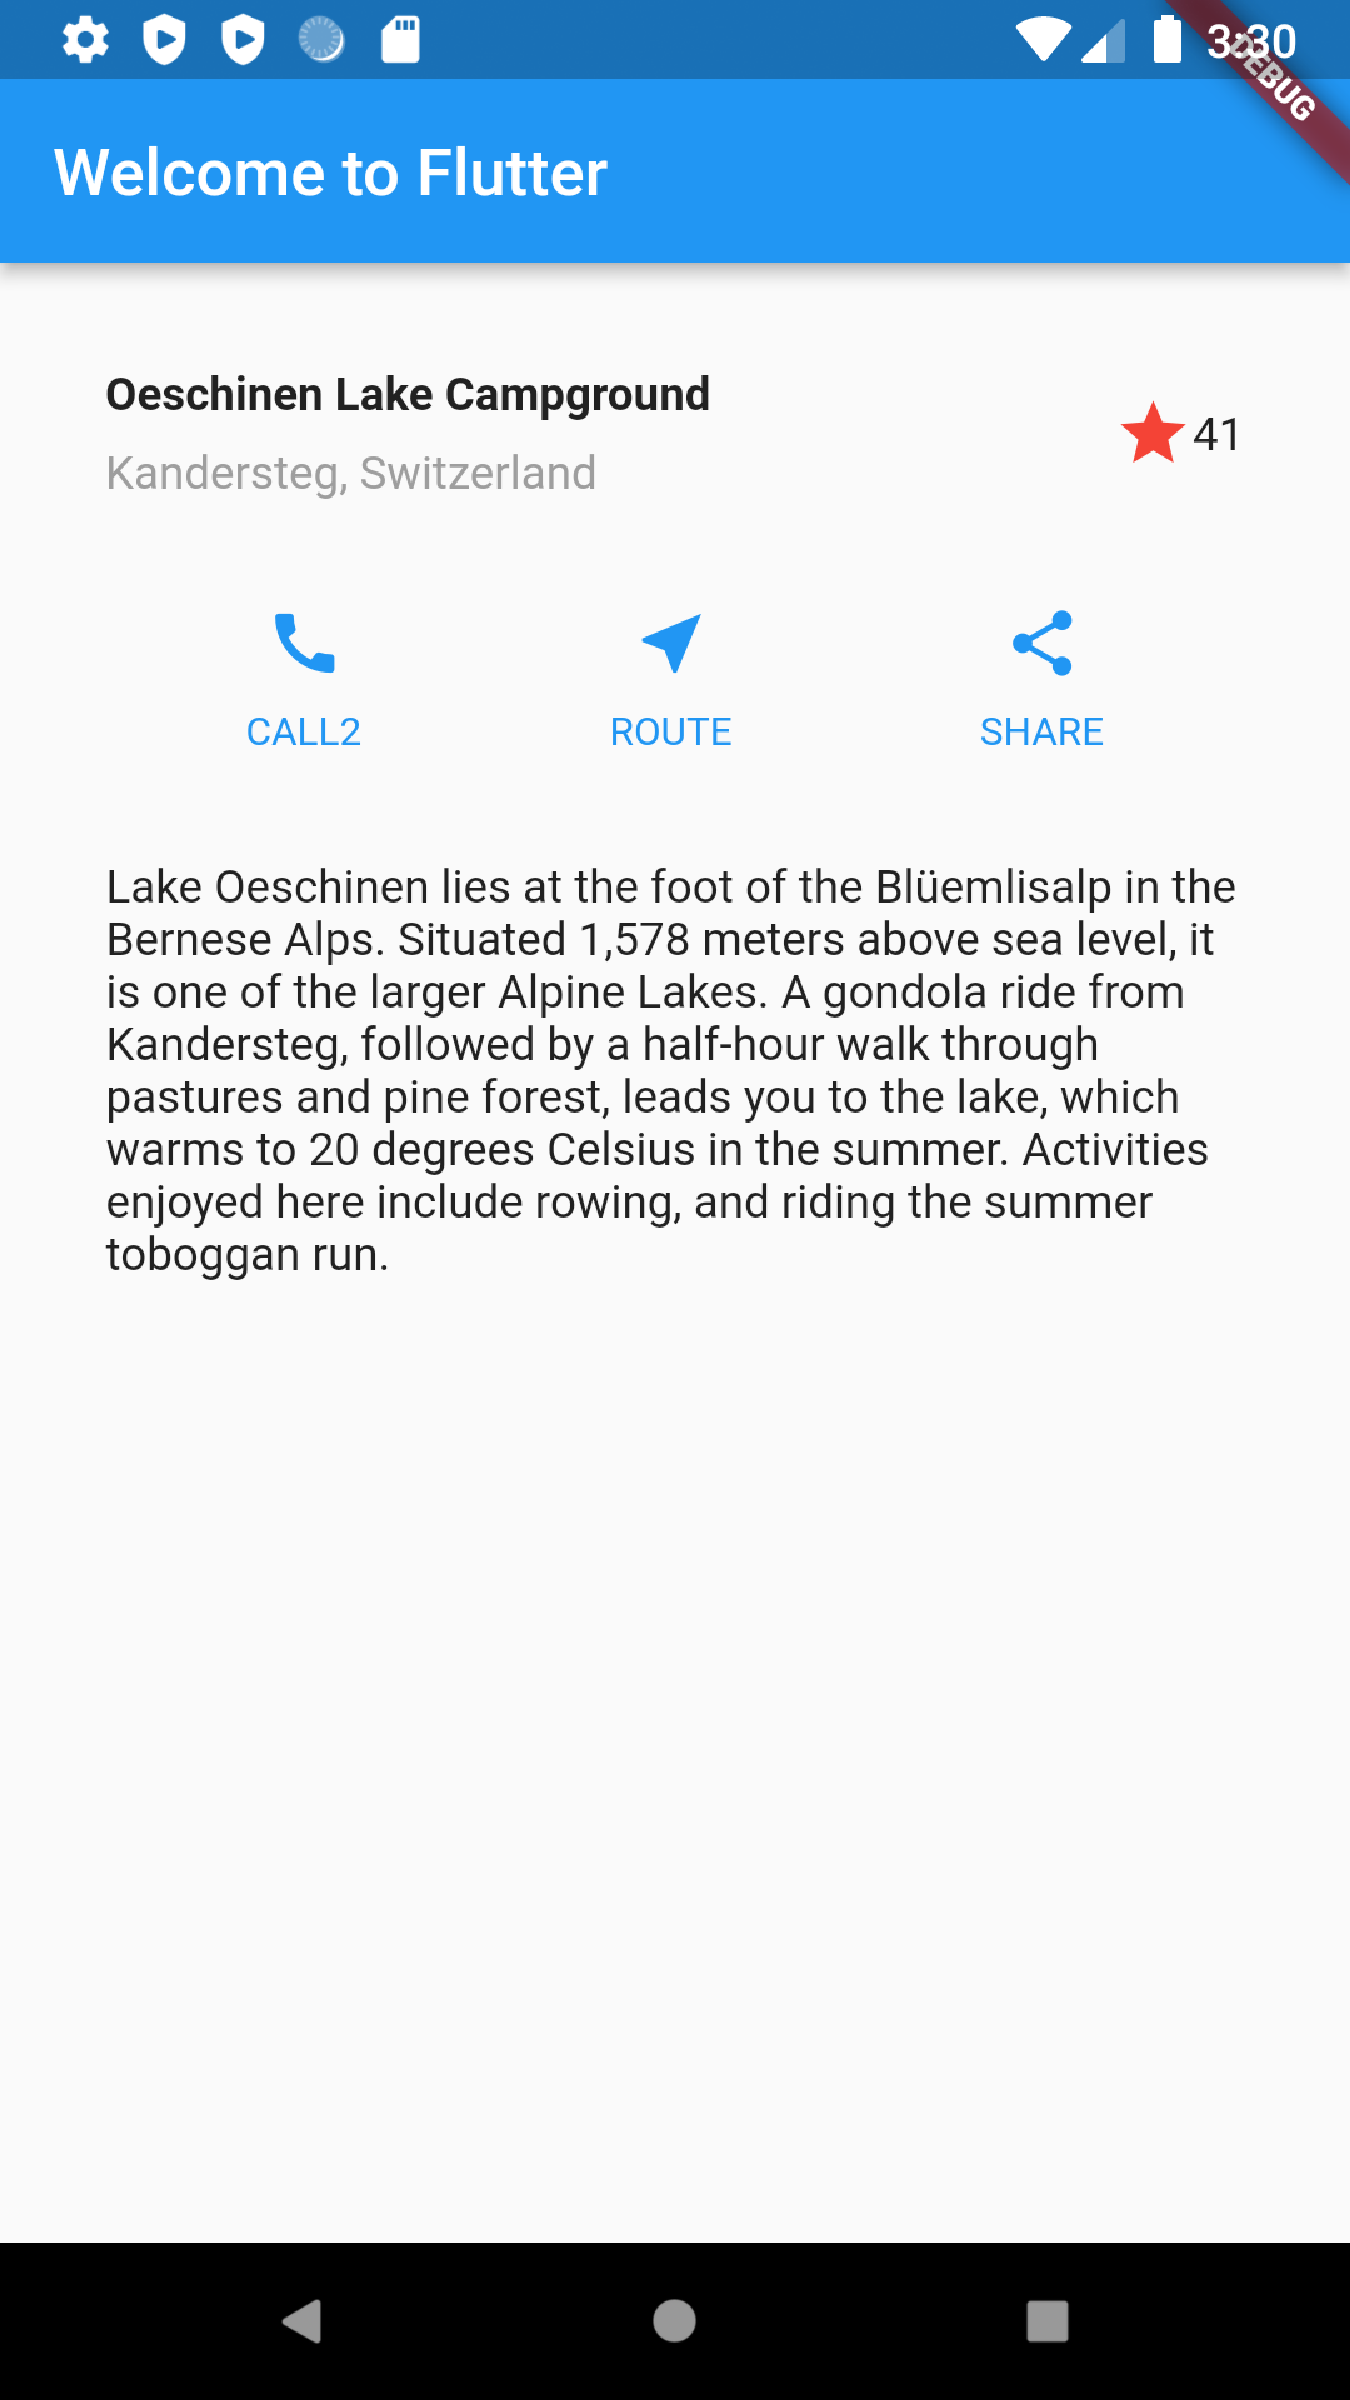 3:30
DEBUG
Welcome to Flutter
Oeschinen Lake Campground
Kandersteg, Switzerland
41
CALL2
ROUTE
SHARE
Lake Oeschinen lies at the foot of the Blüemlisalp in the
Bernese Alps. Situated 1,578 meters above sea level, it
is one of the larger Alpine Lakes. A gondola ride from
Kandersteg, followed by a half-hour walk through
pastures and pine forest, leads you to the lake, which
warms to 20 degrees Celsius in the summer. Activities
enjoyed here include rowing, and riding the summer
toboggan run.